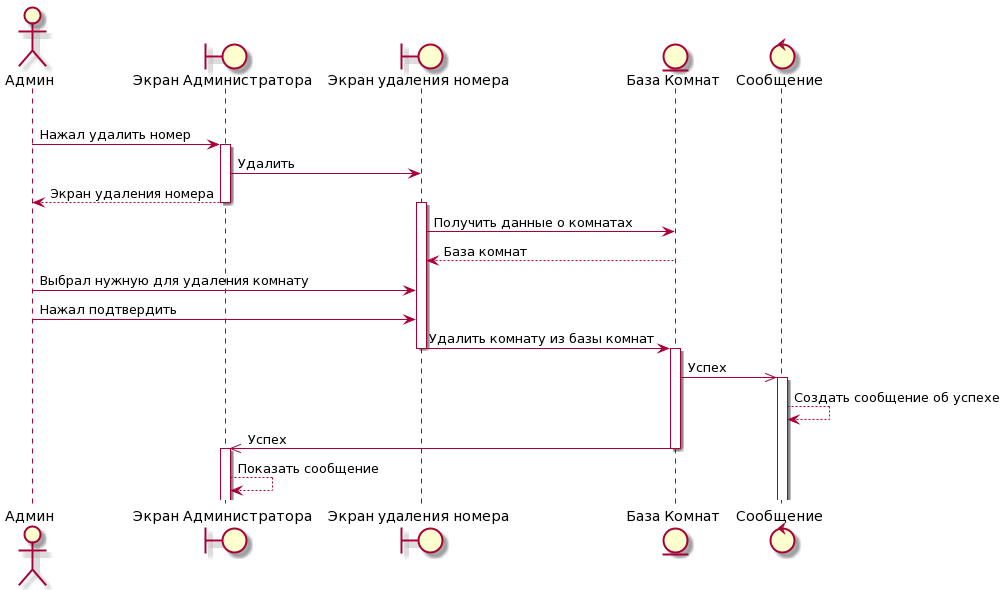 Админ
Экран Администратора
Экран удаления номера
База Комнат
Сообщение
Нажал удалить номер
Удалить
Экран удаления номера
Получить данные о комнатах
База комнат
Выбрал нужную для удаления комнату
Нажал подтвердить
Удалить комнату из базы комнат
Успех
Создать сообщение об успехе
Успех
Показать сообщение
Админ
Экран Администратора
Экран удаления номера
База Комнат
Сообщение